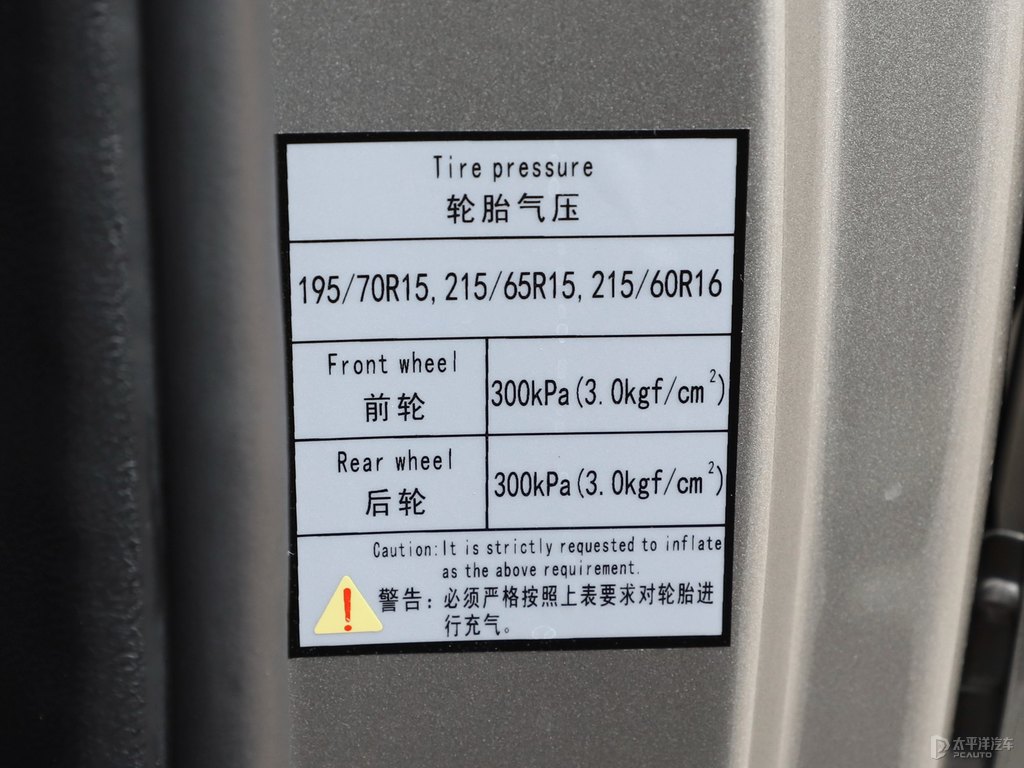 Tire pressure
轮胎气压
195/70R15, 215/65R15, 215/60R16
Front wheel
前轮
300kPa(3.0kgf/cm²)
Rear wheel
后轮
300kPa(3.0kgf/cm²)
Caution: It is strictly requested to inflate
as the above requirement.
警告：必须严格按照上表要求对轮胎进
行充气。
太平洋汽车
PCAUTO